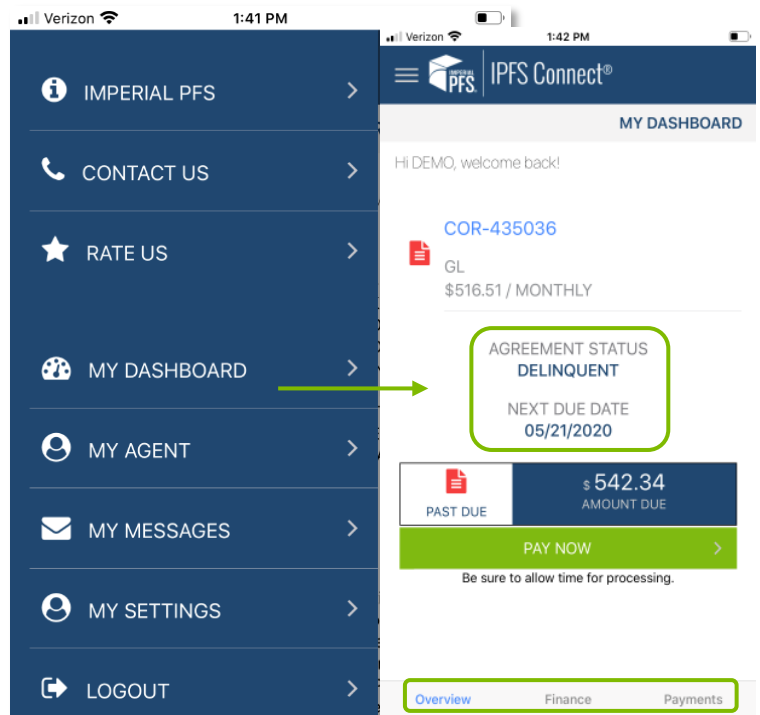 Verizon 1:41 PM
IMPERIAL PFS
CONTACT US
RATE US
MY DASHBOARD
MY AGENT
MY MESSAGES
MY SETTINGS
LOGOUT
Verizon 1:42 PM
IMPERIAL PFS. IPFS Connect®
MY DASHBOARD
Hi DEMO, welcome back!
COR-435036
GL
$516.51 / MONTHLY
AGREEMENT STATUS
DELINQUENT
NEXT DUE DATE
05/21/2020
PAST DUE
$ 542.34
AMOUNT DUE
PAY NOW
Be sure to allow time for processing.
Overview Finance Payments